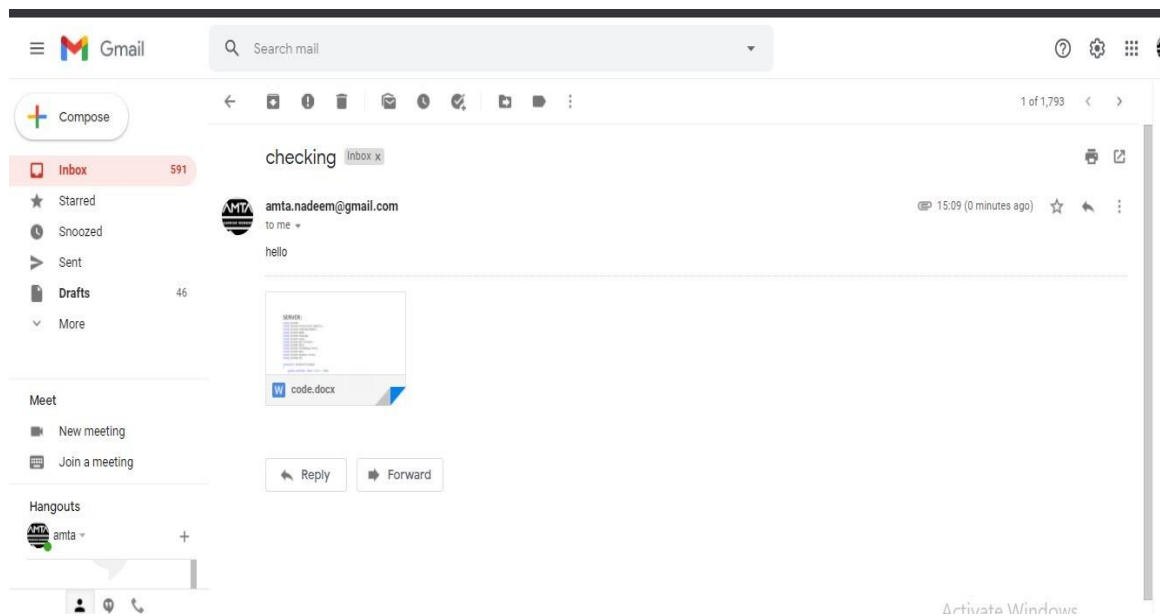 Gmail
Search mail
Compose
1 of 1,793
checking Inbox x
Inbox 591
Starred
AMTA
amta.nadeem@gmail.com
15:09 (0 minutes ago)
to me
Snoozed
hello
Sent
Drafts 46
More
SERVER:
W code.docx
Meet
New meeting
Join a meeting
Reply
Forward
Hangouts
AMTA
amta
Activate Windows